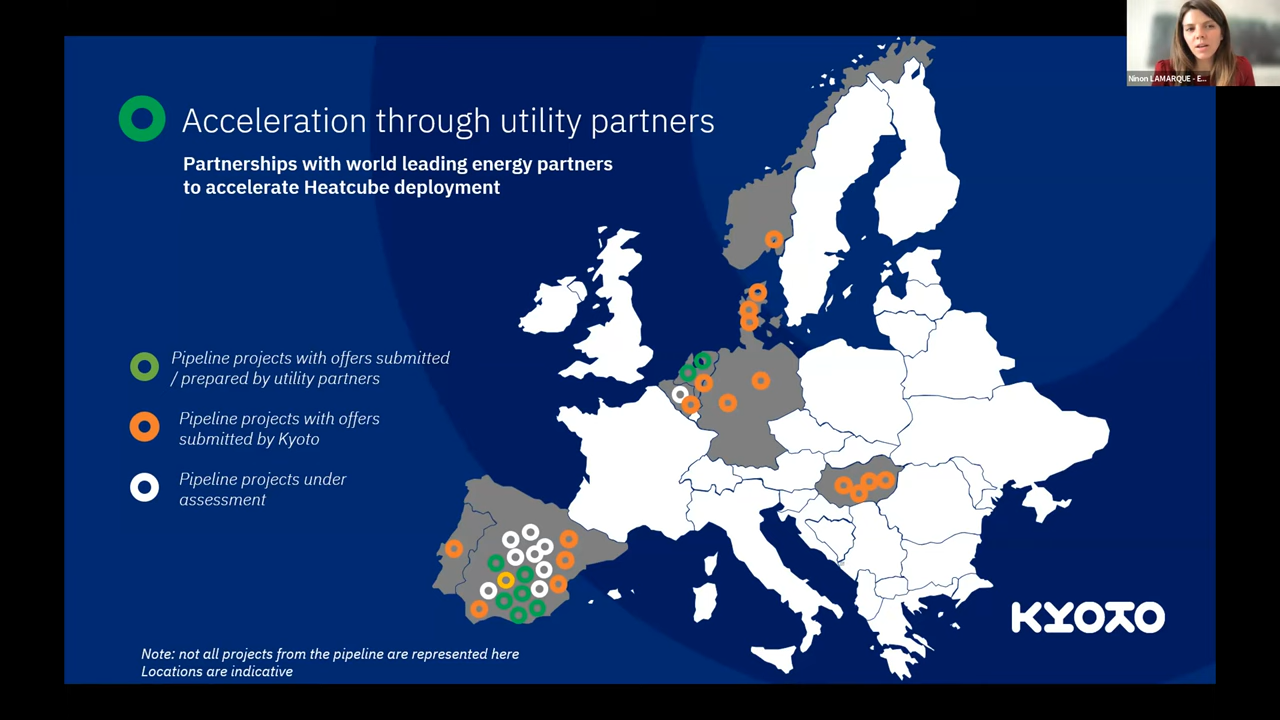 Ninon LAMARQUE - E...
Acceleration through utility partners
Partnerships with world leading energy partners
to accelerate Heatcube deployment
Pipeline projects with offers submitted
/ prepared by utility partners
Pipeline projects with offers
submitted by Kyoto
Pipeline projects under
assessment
KYOTO
Note: not all projects from the pipeline are represented here
Locations are indicative